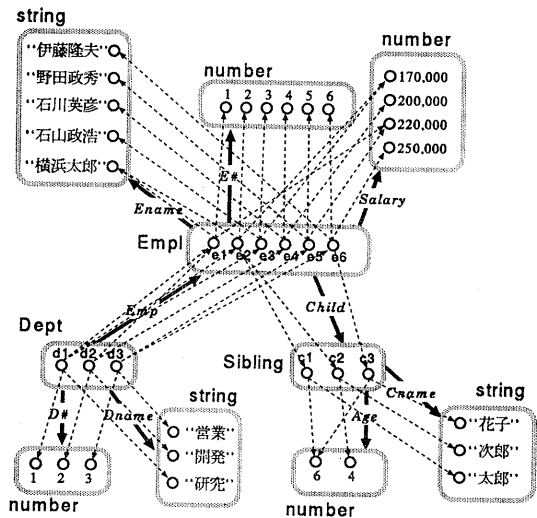 string
"伊藤隆夫"
"野田政秀"
"石川英彦"
"石山政浩"
"横浜太郎"
number
1 2 3 4 5 6
number
170,000
200,000
220,000
250,000
E#
Ename
Salary
Empl
e1 e2 e3 e4 e5 e6
Emp
Child
Dept
d1 d2 d3
Sibling
c1 c2 c3
D#
Dname
string
"営業"
"開発"
"研究"
Cname
Age
string
"花子"
"次郎"
"太郎"
1 2 3
number
6 4
number